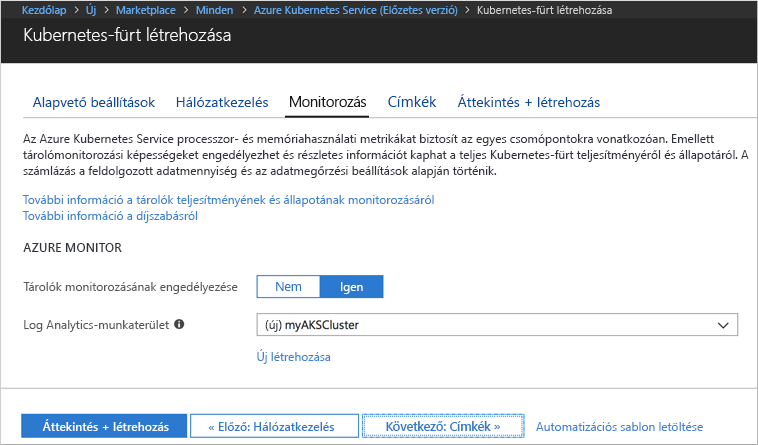 Kezdőlap > Új > Marketplace > Minden > Azure Kubernetes Service (Előzetes verzió) > Kubernetes-fürt létrehozása
Kubernetes-fürt létrehozása
Alapvető beállítások Hálózatkezelés Monitorozás Címkék Áttekintés + létrehozás
Az Azure Kubernetes Service processzor- és memóriahasználati metrikákat biztosít az egyes csomópontokra vonatkozóan. Emellett
tárolómonitorozási képességeket engedélyezhet és részletes információt kaphat a teljes Kubernetes-fürt teljesítményéről és állapotáról. A
számlázás a feldolgozott adatmennyiség és az adatmegőrzési beállítások alapján történik.
További információ a tárolók teljesítményének és állapotának monitorozásáról
További információ a díjszabásról
AZURE MONITOR
Tárolók monitorozásának engedélyezése Nem Igen
Log Analytics-munkaterület (új) myAKSCluster
Új létrehozása
Áttekintés + létrehozás « Előző: Hálózatkezelés Következő: Címkék » Automatizációs sablon letöltése